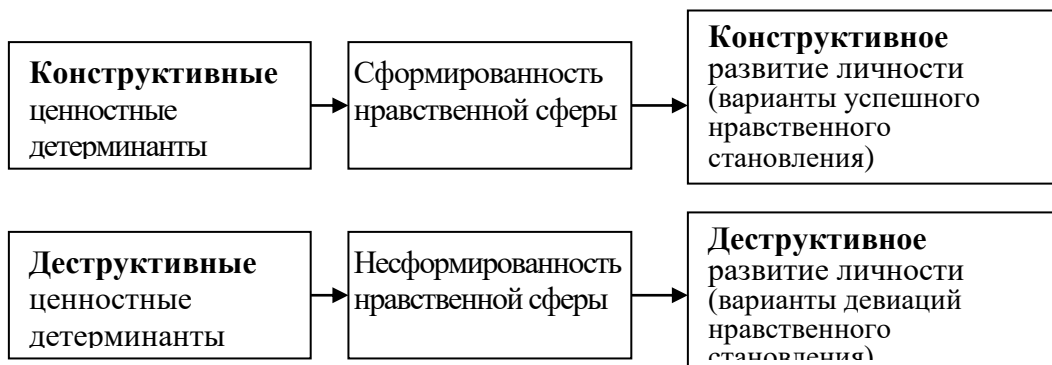 Конструктивные
ценностные
детерминанты
Сформированность
нравственной сферы
Конструктивное
развитие личности
(варианты успешного
нравственного
становления)
Деструктивные
ценностные
детерминанты
Несформированность
нравственной сферы
Деструктивное
развитие личности
(варианты девиаций
нравственного
становления)